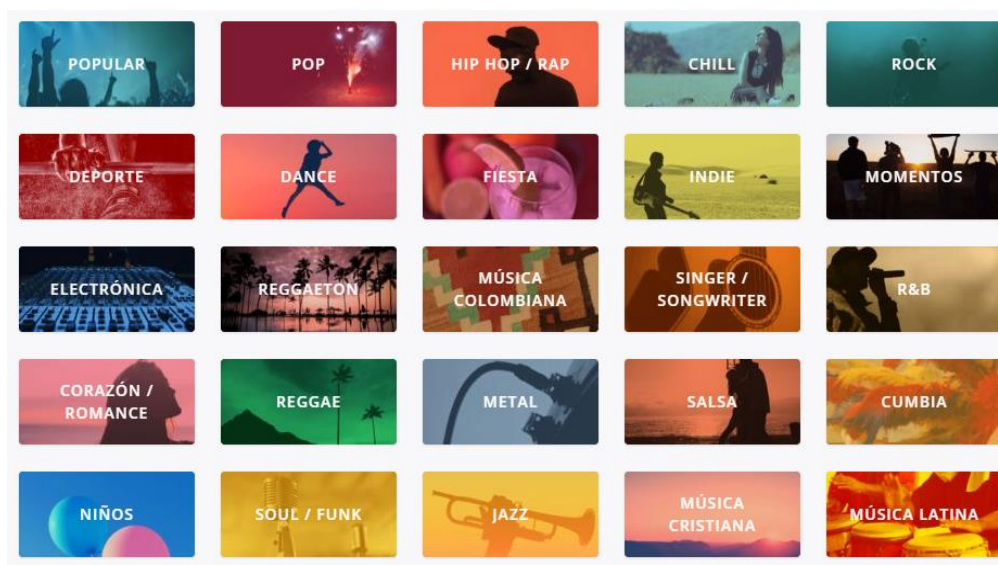 POPULAR
POP
HIP HOP / RAP
CHILL
ROCK
DEPORTE
DANCE
FIESTA
INDIE
MOMENTOS
ELECTRÓNICA
REGGAETON
MÚSICA
COLOMBIANA
SINGER /
SONGWRITER
R&B
CORAZÓN /
ROMANCE
REGGAE
METAL
SALSA
CUMBIA
NIÑOS
SOUL / FUNK
JAZZ
MÚSICA
CRISTIANA
MÚSICA LATINA